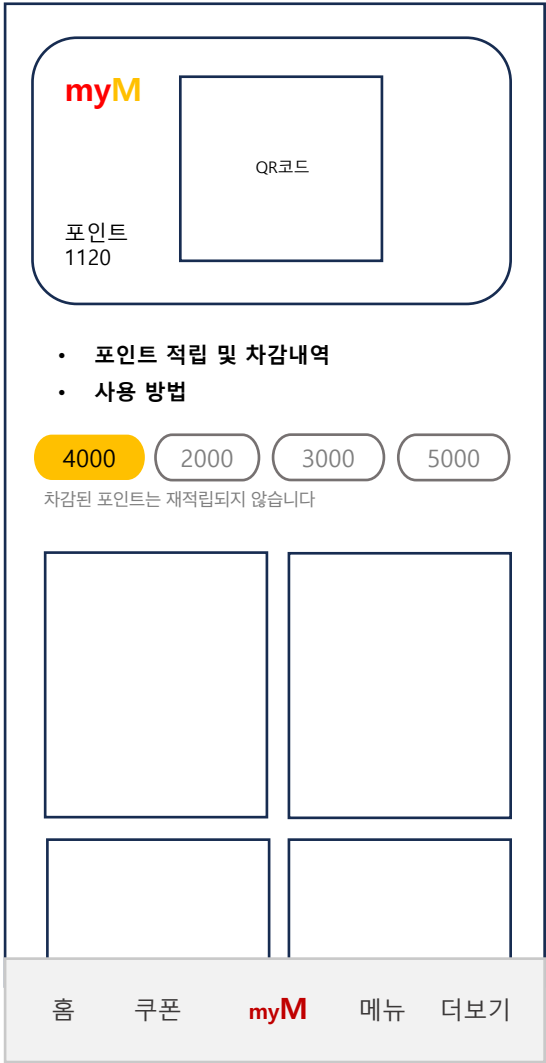 myM
QR코드
포인트
1120
• 포인트 적립 및 차감내역
• 사용 방법
4000 2000 3000 5000
차감된 포인트는 재적립되지 않습니다
홈 쿠폰 myM 메뉴 더보기